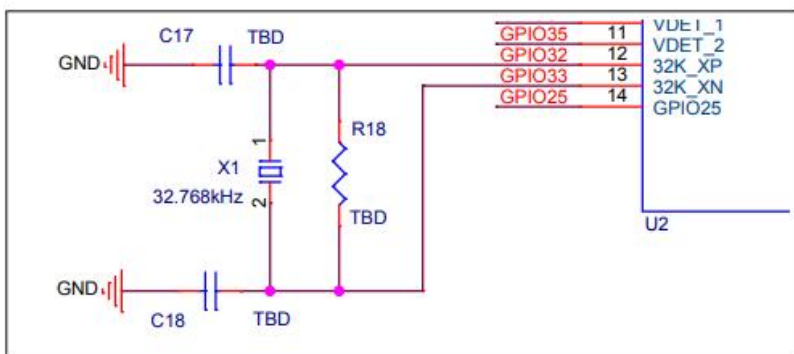 C17
TBD
GND
GPIO35
11
VDET_1
VDET_2
GPIO32
12
32K_XP
GPIO33
13
32K_XN
GPIO25
14
GPIO25
R18
1
X1
32.768kHz
2
TBD
U2
GND
C18
TBD